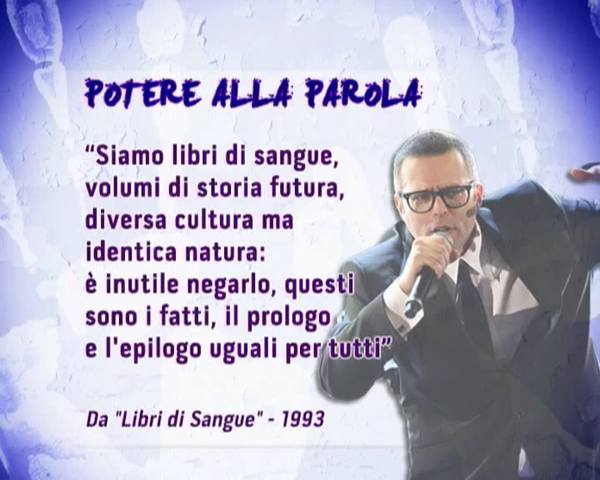 POTERE ALLA PAROLA
“Siamo libri di sangue,
volumi di storia futura,
diversa cultura ma
identica natura:
è inutile negarlo, questi
sono i fatti, il prologo
e l'epilogo uguali per tutti”
Da "Libri di Sangue" - 1993